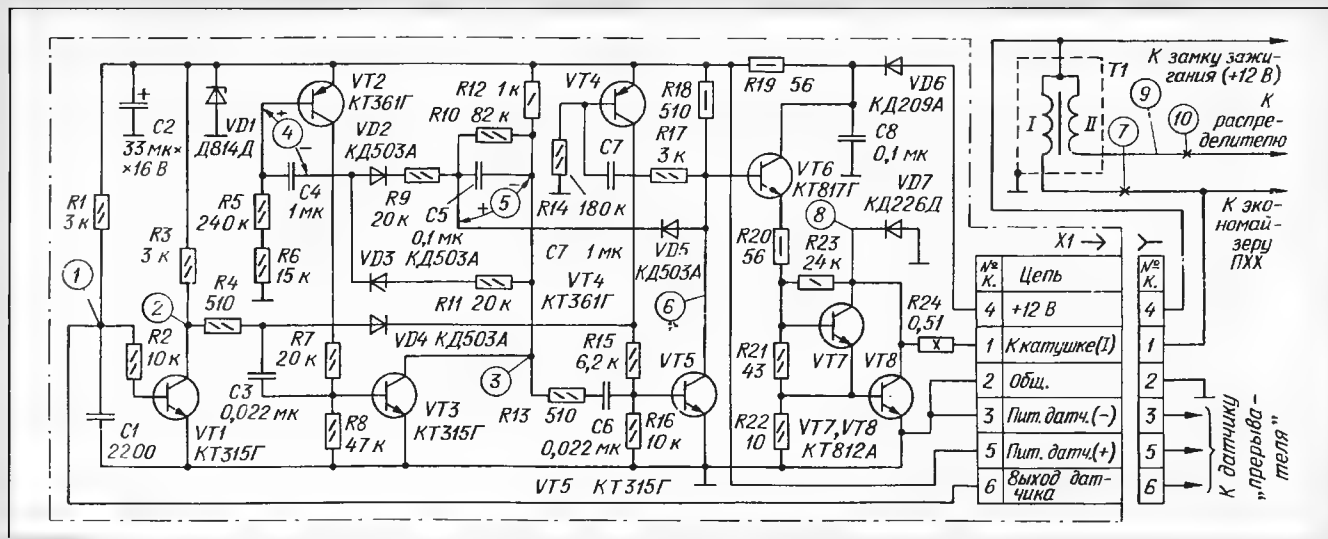 R1
3 к
C2
33 мк×
×16 В
+
R3
3 к
VD1
Д814Д
4
+
−
VT2
КТ361Г
VD2
КД503А
C4
1 мк
R5
240 к
R6
15 к
R9
20 к
VD3
КД503А
R12 1 к
R10 82 к
C5
0,1 мк
5
−
+
R11 20 к
VT4
C7
R14 180 к
C7 1 мк
VT4
КТ361Г
R17
3 к
R18
510
VD5
КД503А
6
R19 56
VD6
КД209А
C8
0,1 мк
VT6
КТ817Г
8
VD7
КД226Д
R20
56
R23
24 к
R24
0,51
R21
43
R22
10
VT7
VT8
VT7, VT8
КТ812А
1
2
R4
510
R2
10 к
C1
2200
VT1
КТ315Г
C3
0,022 мк
R7
20 к
R8
47 к
VD4 КД503А
VT3
КТ315Г
3
R13 510
C6
0,022 мк
R15
6,2 к
R16
10 к
VT5
VT5 КТ315Г
X1 →
№ К.
Цепь
№ К.
4 +12 В 4
1 К катушке (I) 1
2 Общ. 2
3 Пит. датч. (−) 3
5 Пит. датч. (+) 5
6 Выход датчика 6
T1
I
II
7
9
10
К замку зажи-
гания (+12 В)
К
распре-
делителю
К эко-
номай-
зеру
ПХХ
К датчику
„прерыва-
теля"